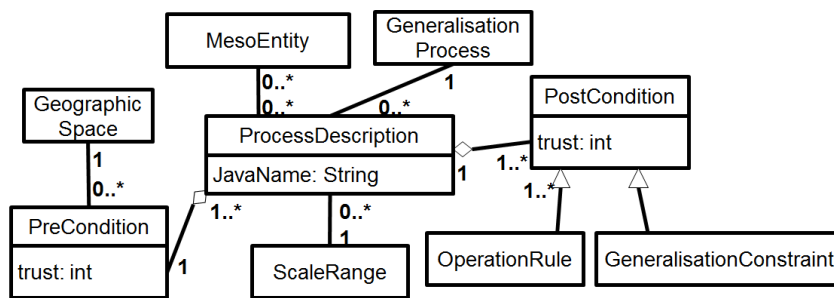 MesoEntity
Generalisation
Process
0..*
0..*
1
0..*
Geographic
Space
1
0..*
ProcessDescription
JavaName: String
PostCondition
trust: int
1
1..*
1..*
PreCondition
trust: int
1
1..*
0..*
1
ScaleRange
OperationRule
GeneralisationConstraint